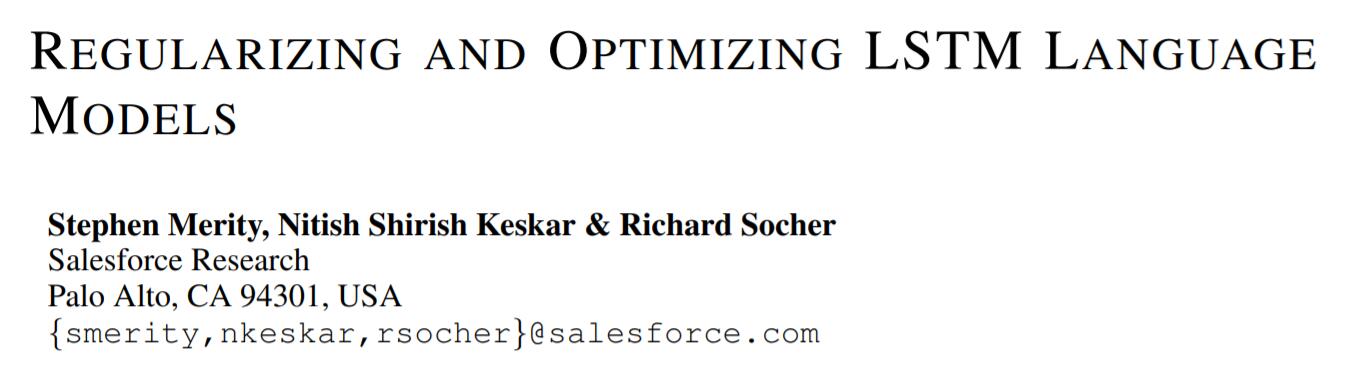 REGULARIZING AND OPTIMIZING LSTM LANGUAGE
MODELS
Stephen Merity, Nitish Shirish Keskar & Richard Socher
Salesforce Research
Palo Alto, CA 94301, USA
{smerity,nkeskar,rsocher}@salesforce.com